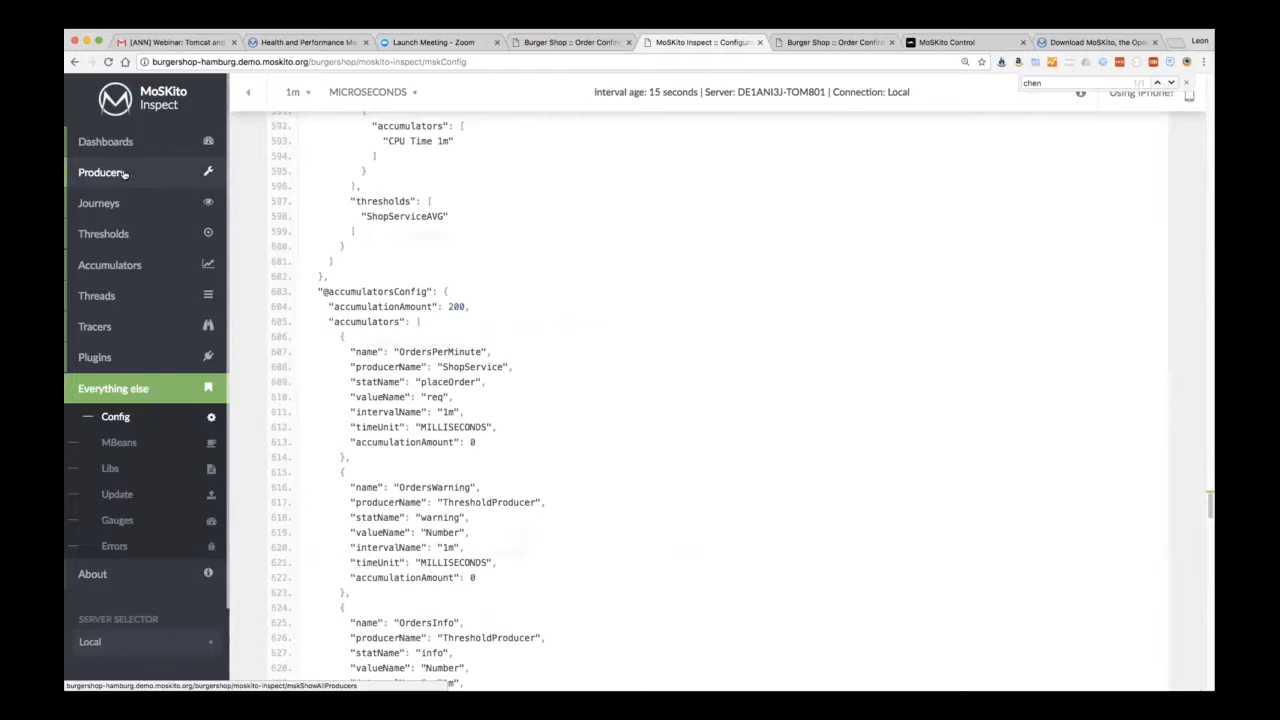 [ANN] Webinar: Tomcat and
Health and Performance Mo
Launch Meeting - Zoom
Burger Shop :: Order Confir
MoSKito Inspect :: Configura
Burger Shop :: Order Confir
MoSKito Control
Download MoSKito, the Ope
Leon
burgershop-hamburg.demo.moskito.org/burgershop/moskito-inspect/mskConfig
chen
1/1
MoSKito
Inspect
1m
MICROSECONDS
Interval age: 15 seconds | Server: DE1ANI3J-TOM801 | Connection: Local
Using iPhone?
Dashboards
Producers
Journeys
Thresholds
Accumulators
Threads
Tracers
Plugins
Everything else
Config
MBeans
Libs
Update
Gauges
Errors
About
SERVER SELECTOR
Local
591. {
592. "accumulators": [
593. "CPU Time 1m"
594. ]
595. }
596. ],
597. "thresholds": [
598. "ShopServiceAVG"
599. ]
600. }
601. ]
602. },
603. "@accumulatorsConfig": {
604. "accumulationAmount": 200,
605. "accumulators": [
606. {
607. "name": "OrdersPerMinute",
608. "producerName": "ShopService",
609. "statName": "placeOrder",
610. "valueName": "req",
611. "intervalName": "1m",
612. "timeUnit": "MILLISECONDS",
613. "accumulationAmount": 0
614. },
615. {
616. "name": "OrdersWarning",
617. "producerName": "ThresholdProducer",
618. "statName": "warning",
619. "valueName": "Number",
620. "intervalName": "1m",
621. "timeUnit": "MILLISECONDS",
622. "accumulationAmount": 0
623. },
624. {
625. "name": "OrdersInfo",
626. "producerName": "ThresholdProducer",
627. "statName": "info",
628. "valueName": "Number",
burgershop-hamburg.demo.moskito.org/burgershop/moskito-inspect/mskShowAllProducers